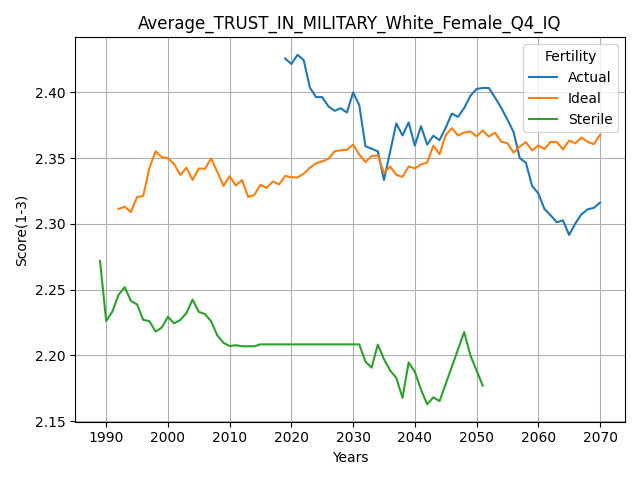 Average_TRUST_IN_MILITARY_White_Female_Q4_IQ
Fertility
Actual
Ideal
Sterile
Score(1-3)
2.40
2.35
2.30
2.25
2.20
2.15
1990 2000 2010 2020 2030 2040 2050 2060 2070
Years